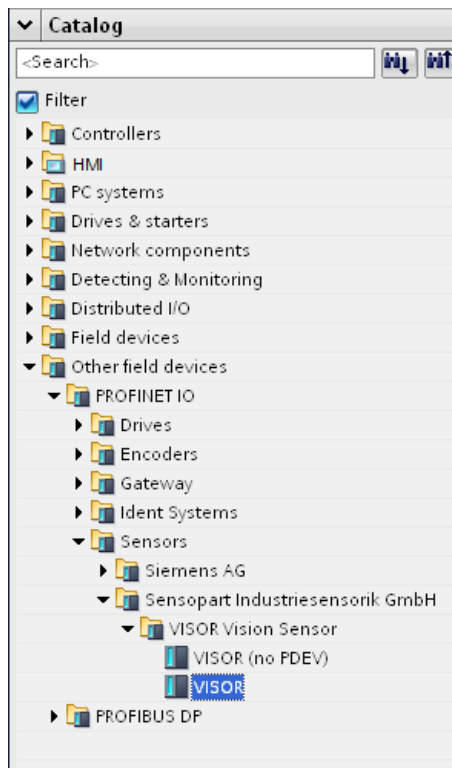 Catalog
<Search>
Filter
Controllers
HMI
PC systems
Drives & starters
Network components
Detecting & Monitoring
Distributed I/O
Field devices
Other field devices
PROFINET IO
Drives
Encoders
Gateway
Ident Systems
Sensors
Siemens AG
Sensopart Industriesensorik GmbH
VISOR Vision Sensor
VISOR (no PDEV)
VISOR
PROFIBUS DP